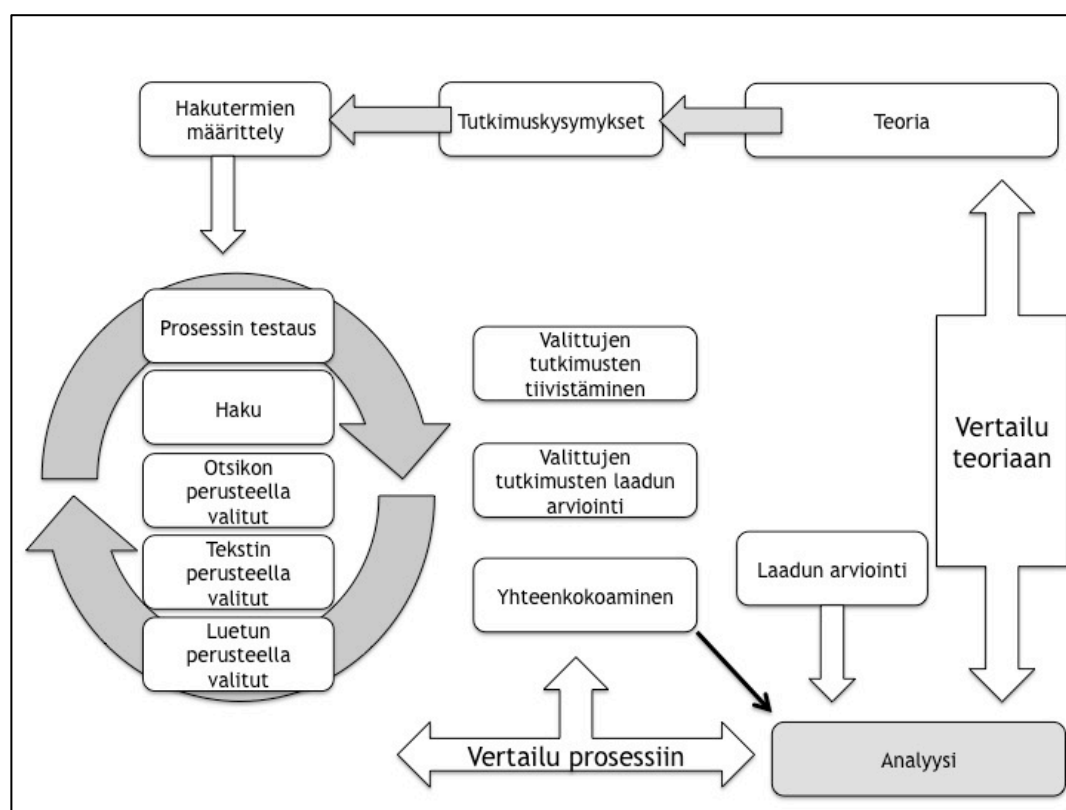 Hakutermien
määrittely
Tutkimuskysymykset
Teoria
Prosessin testaus
Haku
Otsikon
perusteella
valitut
Tekstin
perusteella
valitut
Luetun
perusteella
valitut
Valittujen
tutkimusten
tiivistäminen
Valittujen
tutkimusten laadun
arviointi
Yhteenkokoaminen
Laadun arviointi
Vertailu
teoriaan
Vertailu prosessiin
Analyysi